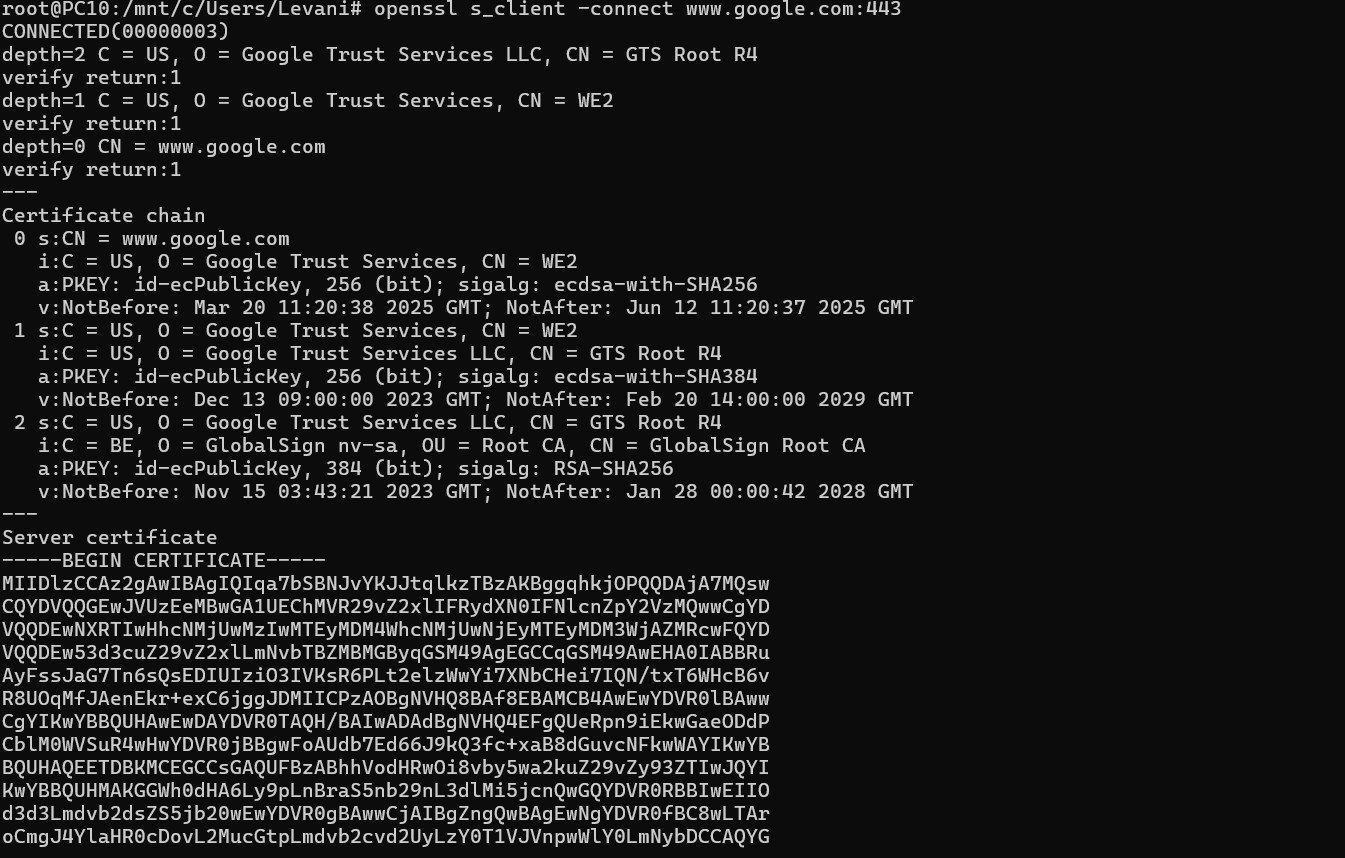 root@PC10:/mnt/c/Users/Levani# openssl s_client -connect www.google.com:443
CONNECTED(00000003)
depth=2 C = US, O = Google Trust Services LLC, CN = GTS Root R4
verify return:1
depth=1 C = US, O = Google Trust Services, CN = WE2
verify return:1
depth=0 CN = www.google.com
verify return:1
---
Certificate chain
 0 s:CN = www.google.com
   i:C = US, O = Google Trust Services, CN = WE2
   a:PKEY: id-ecPublicKey, 256 (bit); sigalg: ecdsa-with-SHA256
   v:NotBefore: Mar 20 11:20:38 2025 GMT; NotAfter: Jun 12 11:20:37 2025 GMT
 1 s:C = US, O = Google Trust Services, CN = WE2
   i:C = US, O = Google Trust Services LLC, CN = GTS Root R4
   a:PKEY: id-ecPublicKey, 256 (bit); sigalg: ecdsa-with-SHA384
   v:NotBefore: Dec 13 09:00:00 2023 GMT; NotAfter: Feb 20 14:00:00 2029 GMT
 2 s:C = US, O = Google Trust Services LLC, CN = GTS Root R4
   i:C = BE, O = GlobalSign nv-sa, OU = Root CA, CN = GlobalSign Root CA
   a:PKEY: id-ecPublicKey, 384 (bit); sigalg: RSA-SHA256
   v:NotBefore: Nov 15 03:43:21 2023 GMT; NotAfter: Jan 28 00:00:42 2028 GMT
---
Server certificate
-----BEGIN CERTIFICATE-----
MIIDlzCCAz2gAwIBAgIQIqa7bSBNJvYKJJtqlkzTBzAKBggqhkjOPQQDAjA7MQsw
CQYDVQQGEwJVUzEeMBwGA1UEChMVR29vZ2xlIFRydXN0IFNlcnZpY2VzMQwwCgYD
VQQDEwNXRTIwHhcNMjUwMzIwMTEyMDM4WhcNMjUwNjEyMTEyMDM3WjAZMRcwFQYD
VQQDEw53d3cuZ29vZ2xlLmNvbTBZMBMGByqGSM49AgEGCCqGSM49AwEHA0IABBRu
AyFssJaG7Tn6sQsEDIUIziO3IVKsR6PLt2elzWwYi7XNbCHei7IQN/txT6WHcB6v
R8UOqMfJAenEkr+exC6jggJDMIICPzAOBgNVHQ8BAf8EBAMCB4AwEwYDVR0lBAww
CgYIKwYBBQUHAwEwDAYDVR0TAQH/BAIwADAdBgNVHQ4EFgQUeRpn9iEkwGaeODdP
CblM0WVSuR4wHwYDVR0jBBgwFoAUdb7Ed66J9kQ3fc+xaB8dGuvcNFkwWAYIKwYB
BQUHAQEETDBKMCEGCCsGAQUFBzABhhVodHRwOi8vby5wa2kuZ29vZy93ZTIwJQYI
KwYBBQUHMAKGGWh0dHA6Ly9pLnBraS5nb29nL3dlMi5jcnQwGQYDVR0RBBIwEIIO
d3d3Lmdvb2dsZS5jb20wEwYDVR0gBAwwCjAIBgZngQwBAgEwNgYDVR0fBC8wLTAr
oCmgJ4YlaHR0cDovL2MucGtpLmdvb2cvd2UyLzY0T1VJVnpwWlY0LmNybDCCAQYG